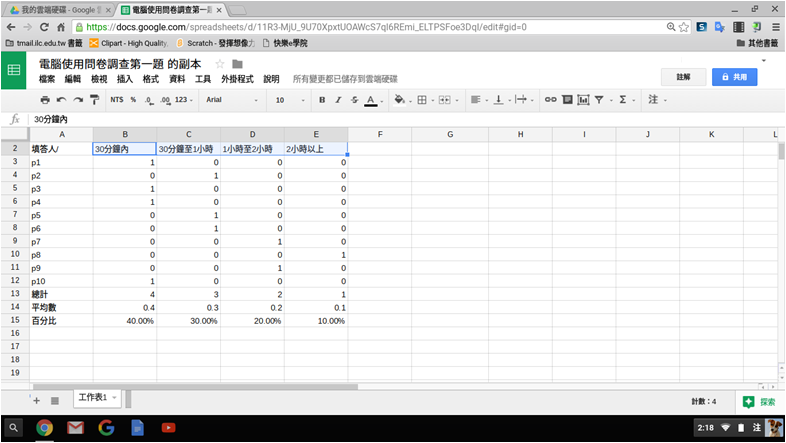 我的雲端硬碟 - Google
電腦使用問卷調查第一題
https://docs.google.com/spreadsheets/d/11R3-MjU_9U70XpxtUOAWcS7qI6REmi_ELTPSFoe3DqI/edit#gid=0
tmail.ilc.edu.tw 書籤 Clipart - High Quality, Scratch - 發揮想像力 快樂e學院 其他書籤
電腦使用問卷調查第一題 的副本
檔案 編輯 檢視 插入 格式 資料 工具 外掛程式 說明 所有變更都已儲存到雲端硬碟
註解 共用
NT$ % .0 .00 123 Arial 10 B I S A Σ 注
fx 30分鐘內
A B C D E F G H I J K L
2 填答人/ 30分鐘內 30分鐘至1小時 1小時至2小時 2小時以上
3 p1 1 0 0 0
4 p2 0 1 0 0
5 p3 1 0 0 0
6 p4 1 0 0 0
7 p5 0 1 0 0
8 p6 0 1 0 0
9 p7 0 0 1 0
10 p8 0 0 0 1
11 p9 0 0 1 0
12 p10 1 0 0 0
13 總計 4 3 2 1
14 平均數 0.4 0.3 0.2 0.1
15 百分比 40.00% 30.00% 20.00% 10.00%
16
17
18
19
工作表1 計數：4 探索
2:18 注